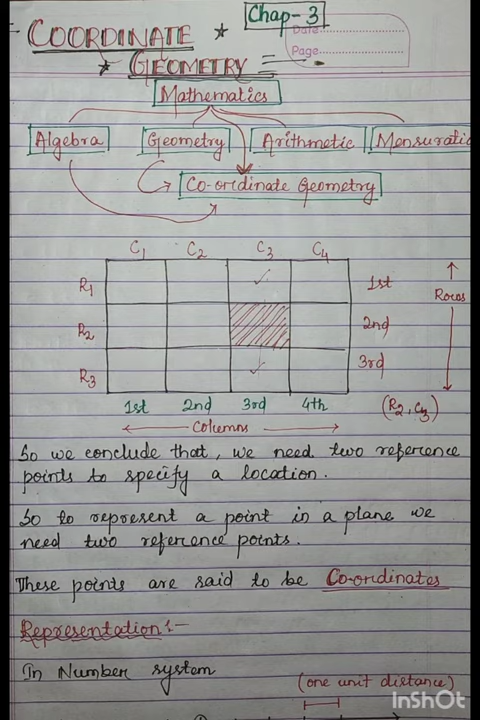 Chap-3
COORDINATE
Date
Page
GEOMETRY
Mathematics
Algebra Geometry Arithmetic Mensuratio
Co-ordinate Geometry
C1 C2 C3 C4
R1 1st
Rows
R2 2nd
R3 3rd
1st 2nd 3rd 4th (R2, C3)
Columns
So we conclude that, we need two reference
points to specify a location.
So to represent a point in a plane we
need two reference points.
These points are said to be Co-ordinates
Representation:-
In Number system
(one unit distance)
InShOt